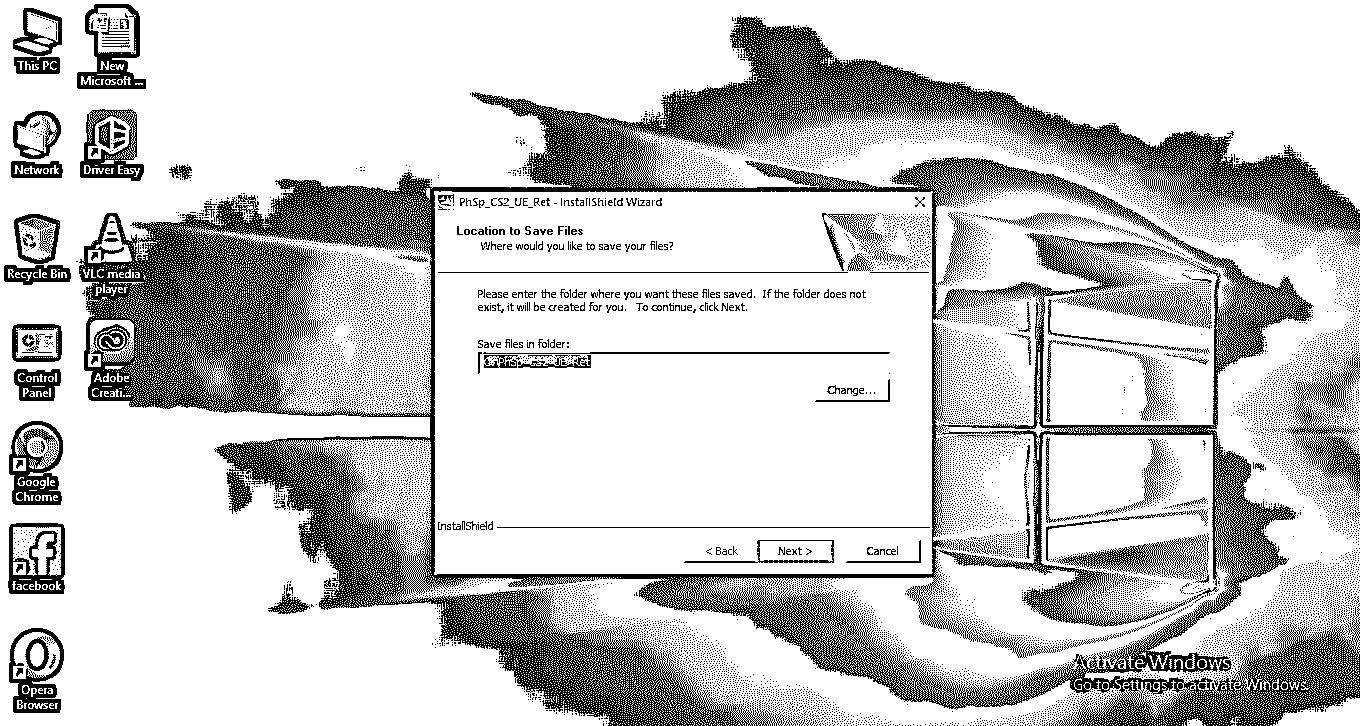 This PC
New
Microsoft ...
Network
Driver Easy
Recycle Bin
VLC media
player
Control
Panel
Adobe
Creati...
Google
Chrome
facebook
Opera
Browser
PhSp_CS2_UE_Ret - InstallShield Wizard
Location to Save Files
Where would you like to save your files?
Please enter the folder where you want these files saved. If the folder does not
exist, it will be created for you. To continue, click Next.
Save files in folder:
PhSp_CS2_UE_Ret
Change...
InstallShield
< Back
Next >
Cancel
Activate Windows
Go to Settings to activate Windows.